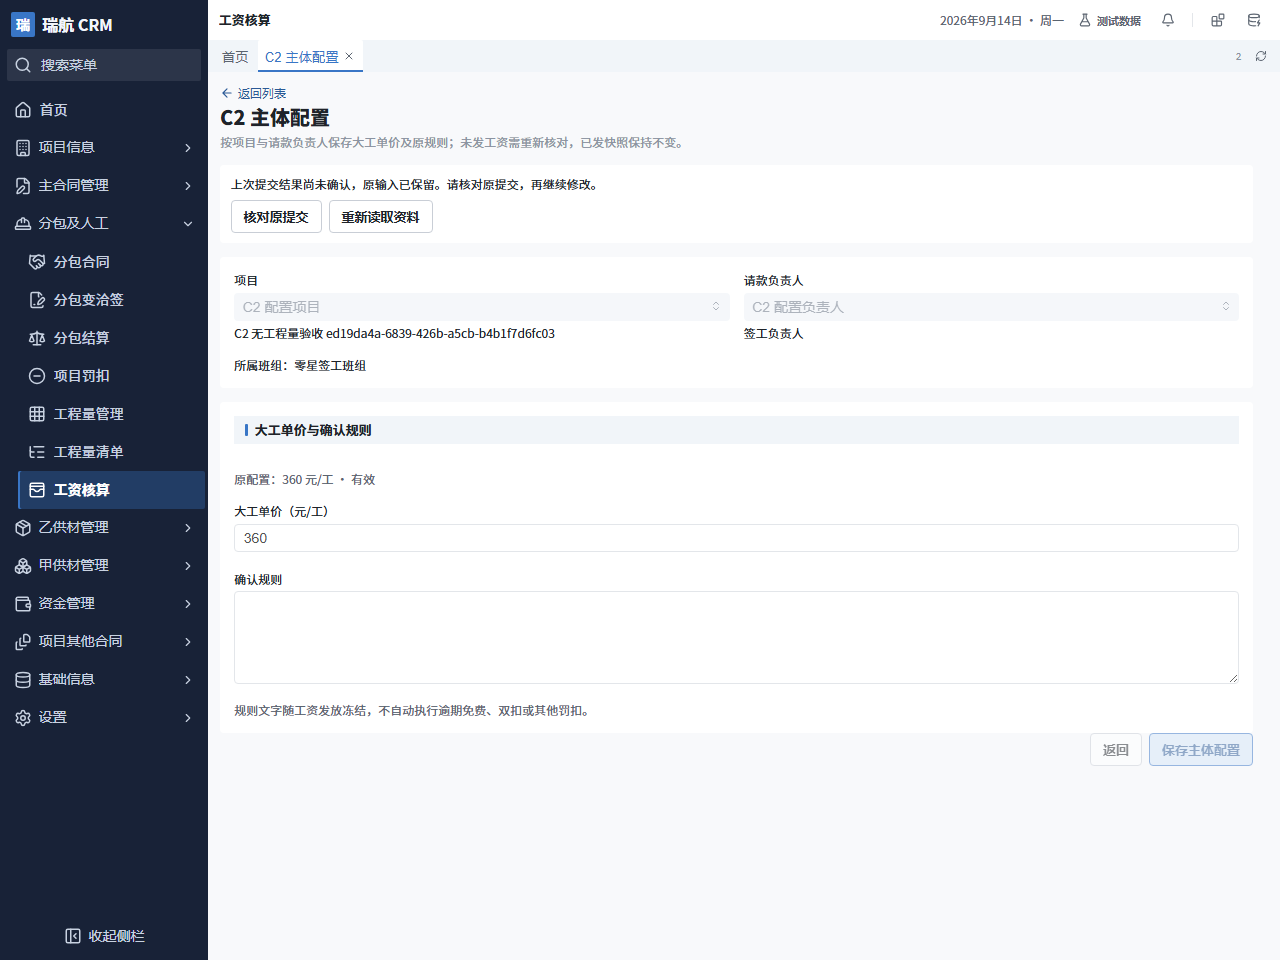 瑞 瑞航 CRM
搜索菜单
首页
项目信息
主合同管理
分包及人工
分包合同
分包变洽签
分包结算
项目罚扣
工程量管理
工程量清单
工资核算
乙供材管理
甲供材管理
资金管理
项目其他合同
基础信息
设置
收起侧栏
工资核算
2026年9月14日 · 周一 测试数据
首页 C2 主体配置 2
返回列表
C2 主体配置
按项目与请款负责人保存大工单价及原规则；未发工资需重新核对，已发快照保持不变。
上次提交结果尚未确认，原输入已保留。请核对原提交，再继续修改。
核对原提交 重新读取资料
项目 请款负责人
C2 配置项目 C2 配置负责人
C2 无工程量验收 ed19da4a-6839-426b-a5cb-b4b1f7d6fc03 签工负责人
所属班组：零星签工班组
大工单价与确认规则
原配置：360 元/工 · 有效
大工单价（元/工）
360
确认规则
规则文字随工资发放冻结，不自动执行逾期免费、双扣或其他罚扣。
返回 保存主体配置